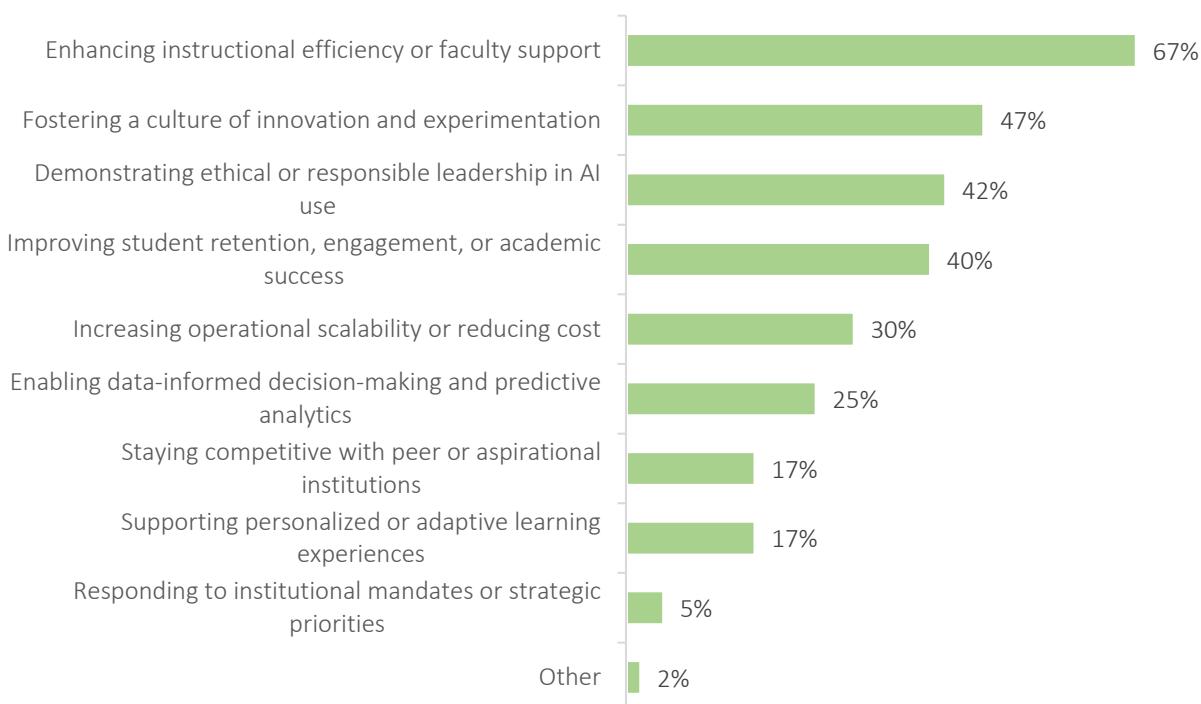 Enhancing instructional efficiency or faculty support
67%
Fostering a culture of innovation and experimentation
47%
Demonstrating ethical or responsible leadership in AI
use
42%
Improving student retention, engagement, or academic
success
40%
Increasing operational scalability or reducing cost
30%
Enabling data-informed decision-making and predictive
analytics
25%
Staying competitive with peer or aspirational
institutions
17%
Supporting personalized or adaptive learning
experiences
17%
Responding to institutional mandates or strategic
priorities
5%
Other
2%